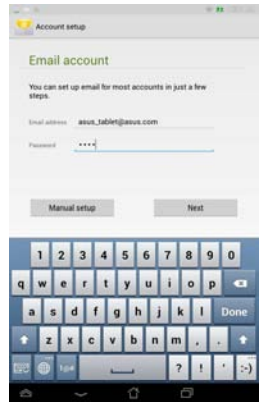 Account setup
Email account
You can set up email for most accounts in just a few
steps.
Email address asus_tablet@asus.com
Password ····
Manual setup Next
1 2 3 4 5 6 7 8 9 0
q w e r t y u i o p
a s d f g h j k l Done
z x c v b n m , .
1@# ? ! ' :-)